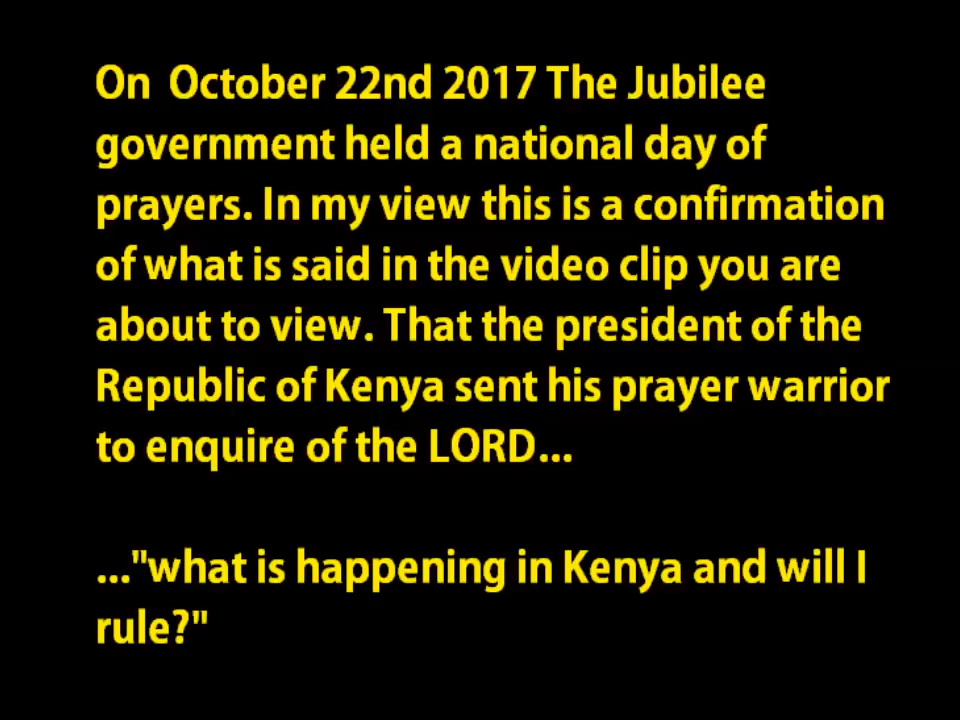 On October 22nd 2017 The Jubilee
government held a national day of
prayers. In my view this is a confirmation
of what is said in the video clip you are
about to view. That the president of the
Republic of Kenya sent his prayer warrior
to enquire of the LORD...
..."what is happening in Kenya and will I
rule?"